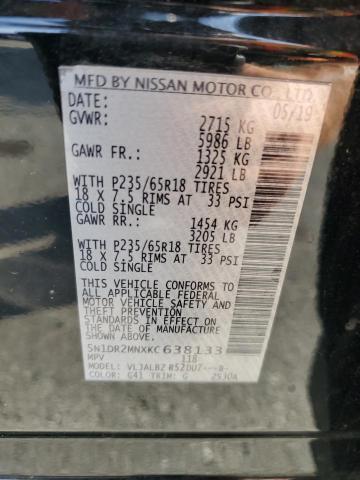 MFD BY NISSAN MOTOR CO., LTD.
DATE: 05/19
GVWR: 2715 KG
5986 LB
GAWR FR.: 1325 KG
2921 LB
WITH P235/65R18 TIRES
18 X 7.5 RIMS AT 33 PSI
COLD SINGLE
GAWR RR.: 1454 KG
3205 LB
WITH P235/65R18 TIRES
18 X 7.5 RIMS AT 33 PSI
COLD SINGLE
THIS VEHICLE CONFORMS TO ALL
APPLICABLE FEDERAL
MOTOR VEHICLE SAFETY AND
THEFT PREVENTION
STANDARDS IN EFFECT ON THE
DATE OF MANUFACTURE
SHOWN ABOVE.
5N1DR2MNXKC638133
MPV 118
MODEL:
COLOR: G41 TRIM: G